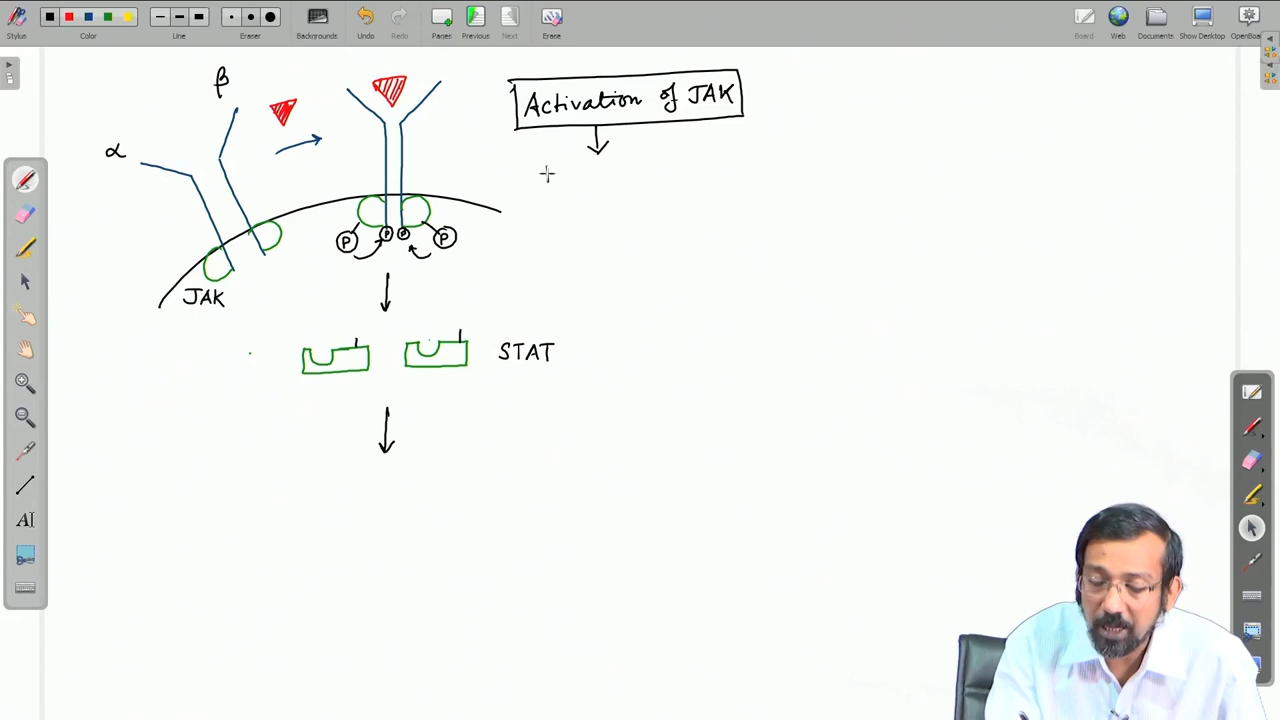 Stylus
Color
Line
Eraser
Backgrounds
Undo
Redo
Pages
Previous
Next
Erase
Board
Web
Documents
Show Desktop
OpenBoard
β
α
Activation of JAK
P P P P
JAK
STAT
AI